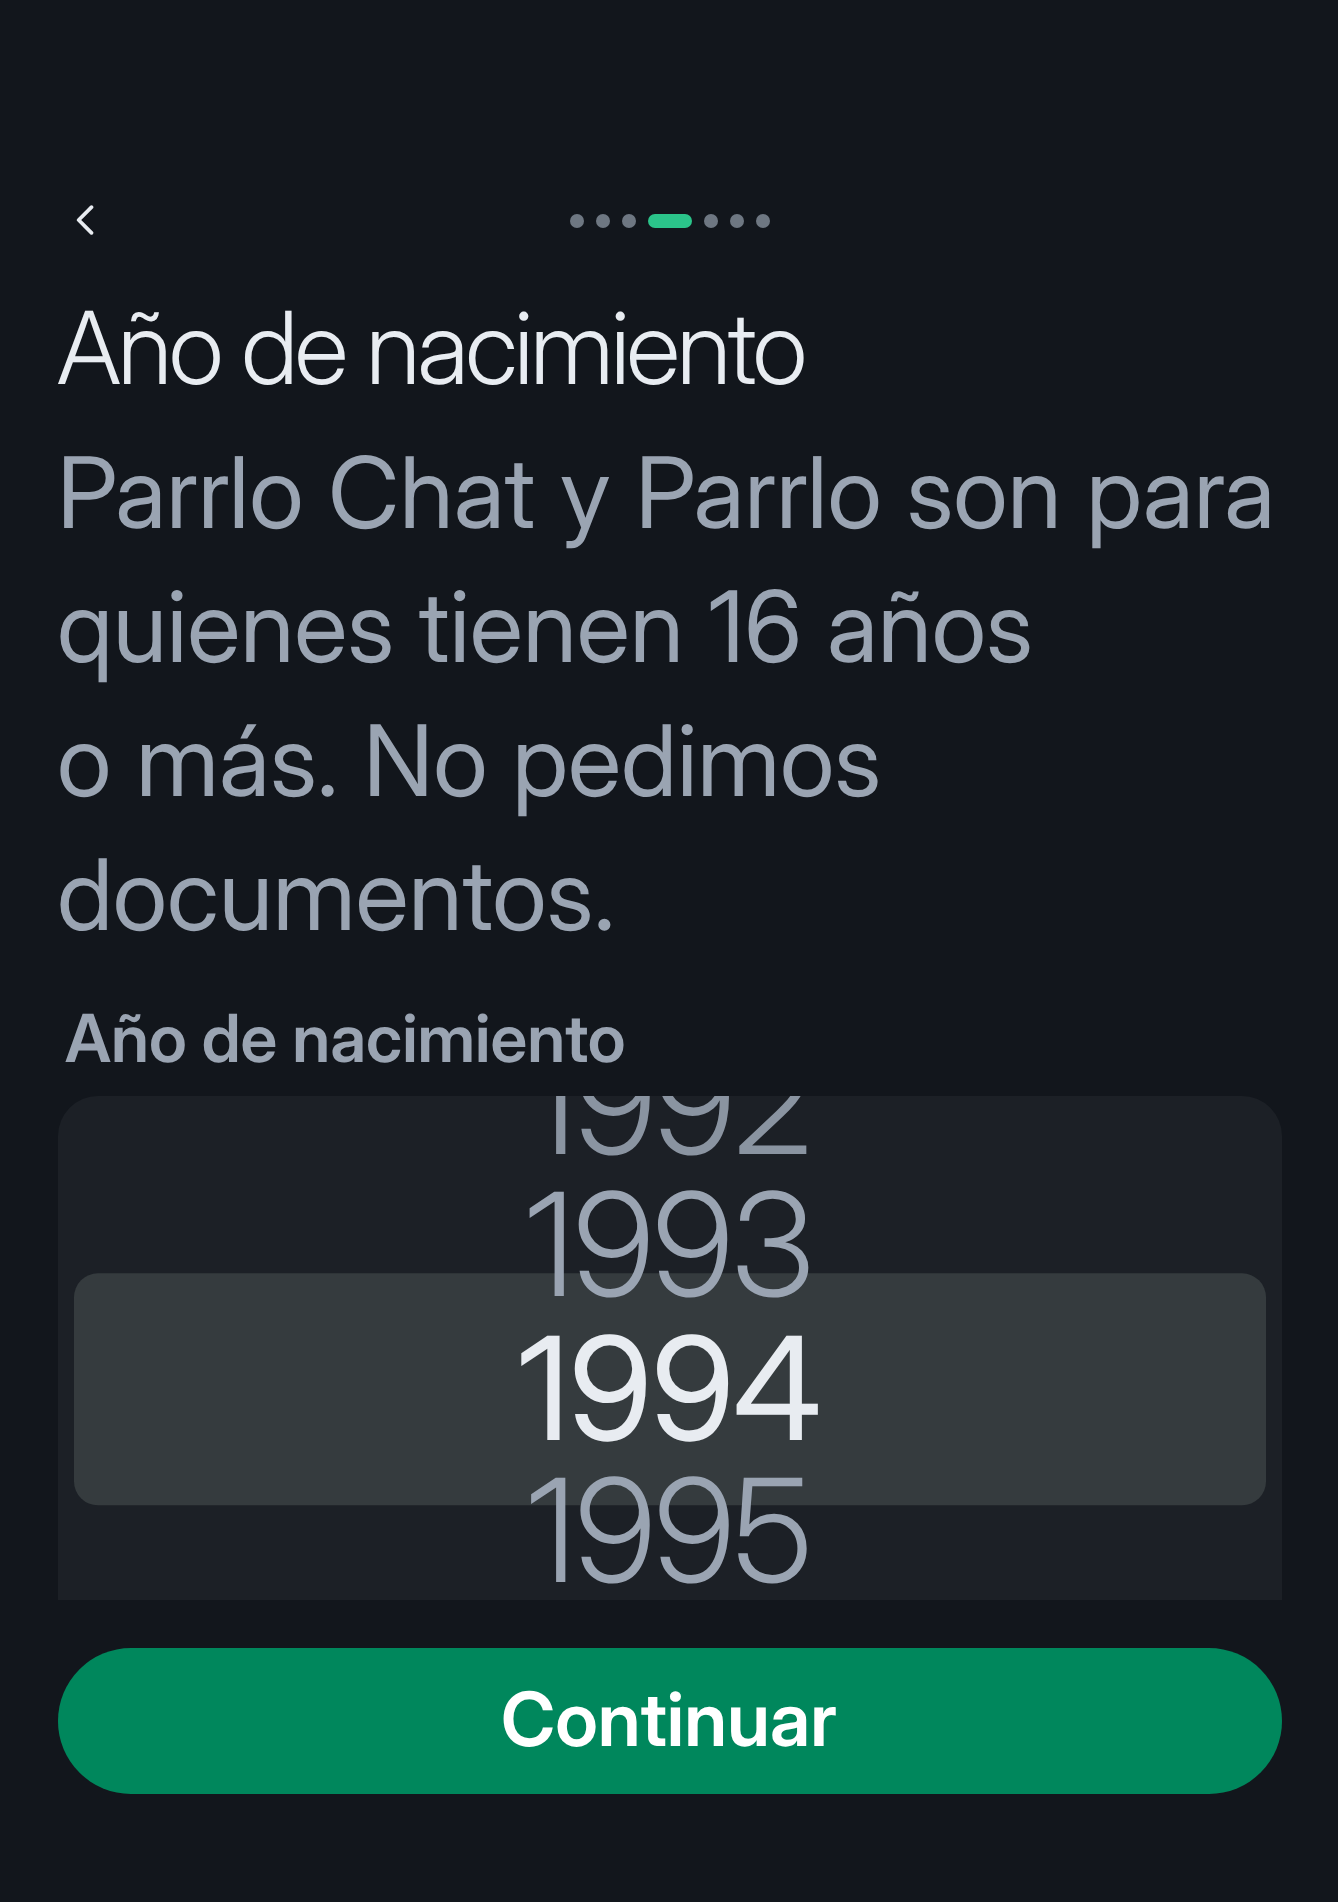 Año de nacimiento
Parrlo Chat y Parrlo son para
quienes tienen 16 años
o más. No pedimos
documentos.
Año de nacimiento
1992
1993
1994
1995
Continuar